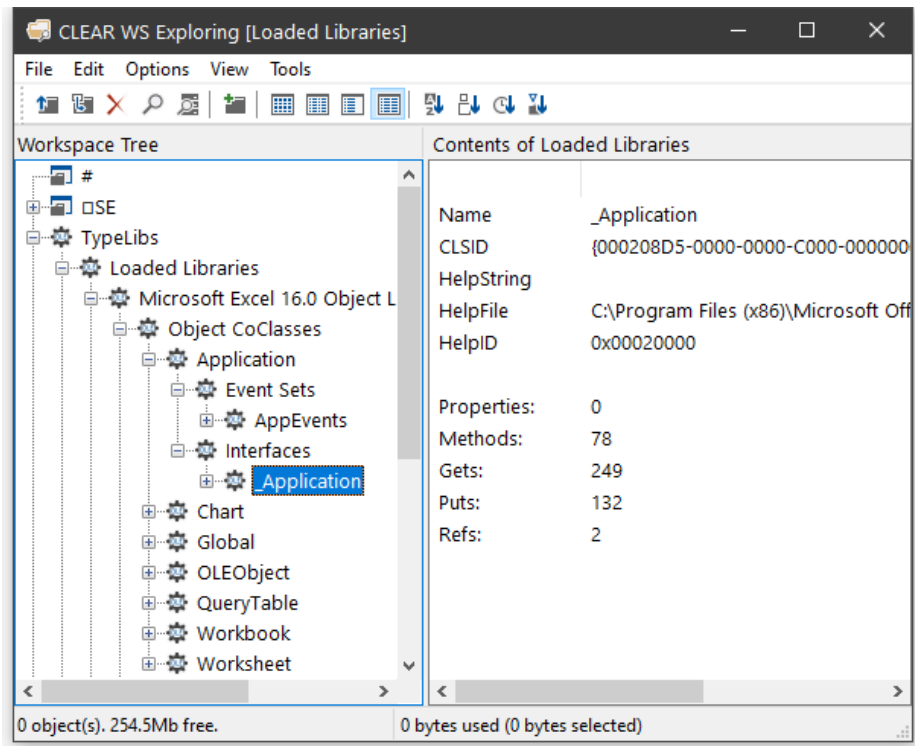 CLEAR WS Exploring [Loaded Libraries]
File Edit Options View Tools
Workspace Tree
#
□SE
TypeLibs
Loaded Libraries
Microsoft Excel 16.0 Object L
Object CoClasses
Application
Event Sets
AppEvents
Interfaces
_Application
Chart
Global
OLEObject
QueryTable
Workbook
Worksheet
Contents of Loaded Libraries
Name _Application
CLSID {000208D5-0000-0000-C000-0000000
HelpString
HelpFile C:\Program Files (x86)\Microsoft Off
HelpID 0x00020000
Properties: 0
Methods: 78
Gets: 249
Puts: 132
Refs: 2
0 object(s). 254.5Mb free.
0 bytes used (0 bytes selected)